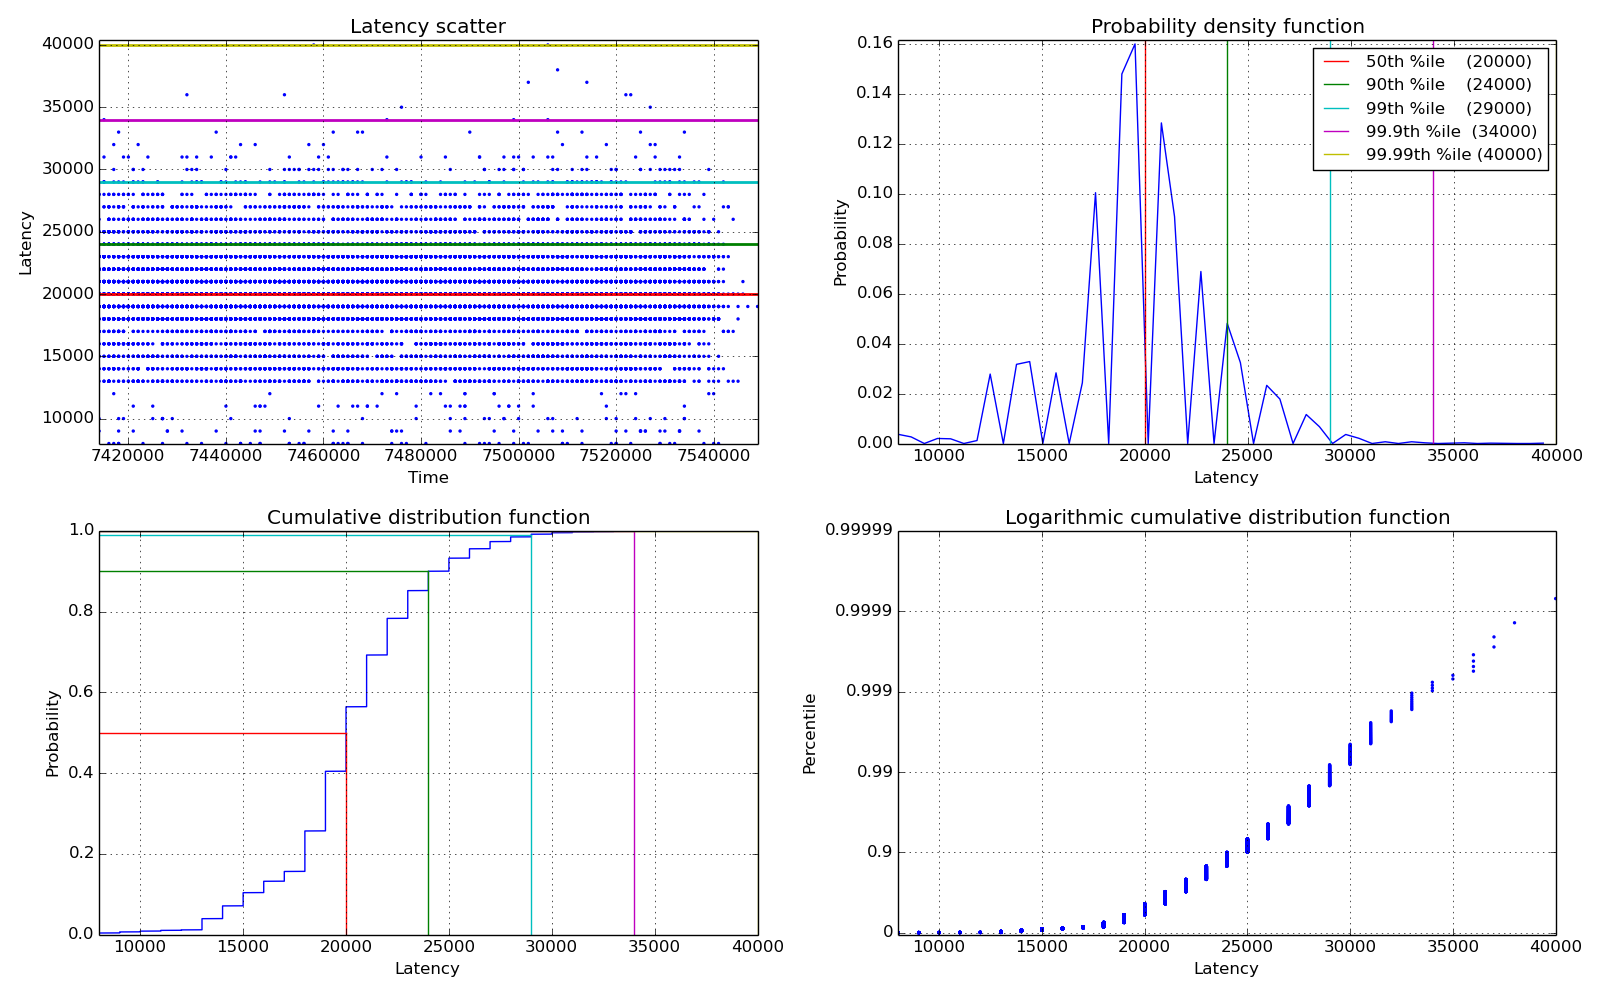 Latency scatter
40000
35000
30000
25000
20000
15000
10000
Latency
7420000 7440000 7460000 7480000 7500000 7520000 7540000
Time
Probability density function
0.16
0.14
0.12
0.10
0.08
0.06
0.04
0.02
0.00
Probability
50th %ile (20000)
90th %ile (24000)
99th %ile (29000)
99.9th %ile (34000)
99.99th %ile (40000)
10000 15000 20000 25000 30000 35000 40000
Latency
Cumulative distribution function
1.0
0.8
0.6
0.4
0.2
0.0
Probability
10000 15000 20000 25000 30000 35000 40000
Latency
Logarithmic cumulative distribution function
0.99999
0.9999
0.999
0.99
0.9
0
Percentile
10000 15000 20000 25000 30000 35000 40000
Latency